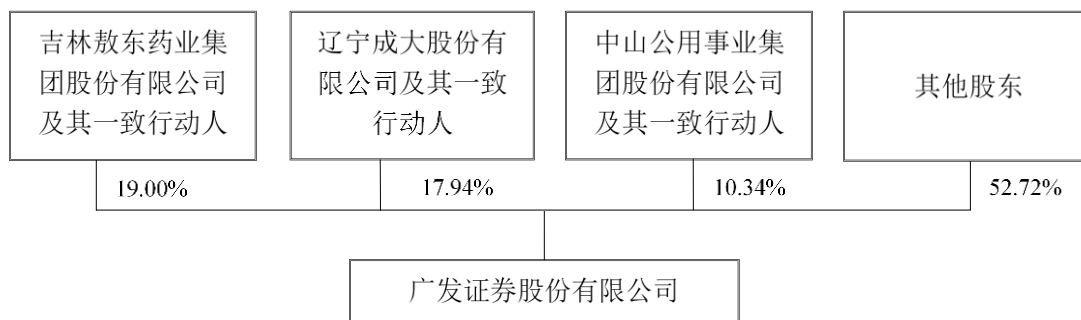 吉林敖东药业集
团股份有限公司
及其一致行动人
辽宁成大股份有
限公司及其一致
行动人
中山公用事业集
团股份有限公司
及其一致行动人
其他股东
19.00%
17.94%
10.34%
52.72%
广发证券股份有限公司